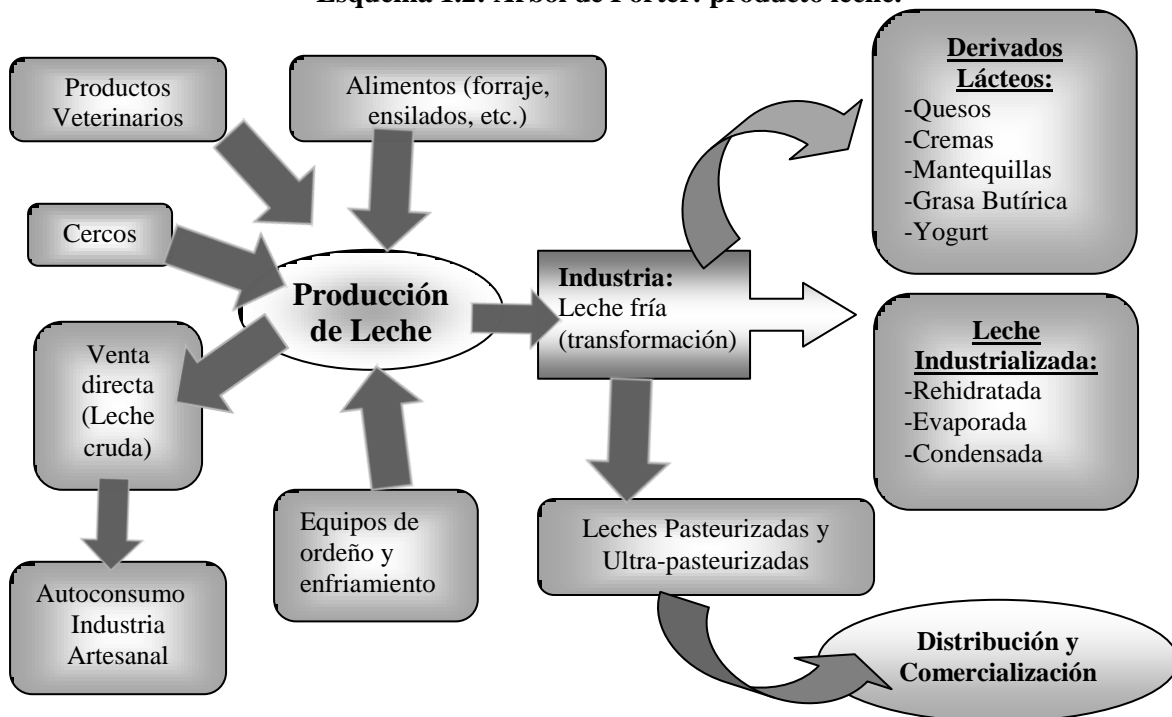 Esquema 1.2. Árbol de Porter: producto leche.
Productos
Veterinarios
Alimentos (forraje,
ensilados, etc.)
Derivados
Lácteos:
-Quesos
-Cremas
-Mantequillas
-Grasa Butírica
-Yogurt
Cercos
Producción
de Leche
Industria:
Leche fría
(transformación)
Venta
directa
(Leche
cruda)
Leche
Industrializada:
-Rehidratada
-Evaporada
-Condensada
Equipos de
ordeño y
enfriamiento
Leches Pasteurizadas y
Ultra-pasteurizadas
Autoconsumo
Industria
Artesanal
Distribución y
Comercialización